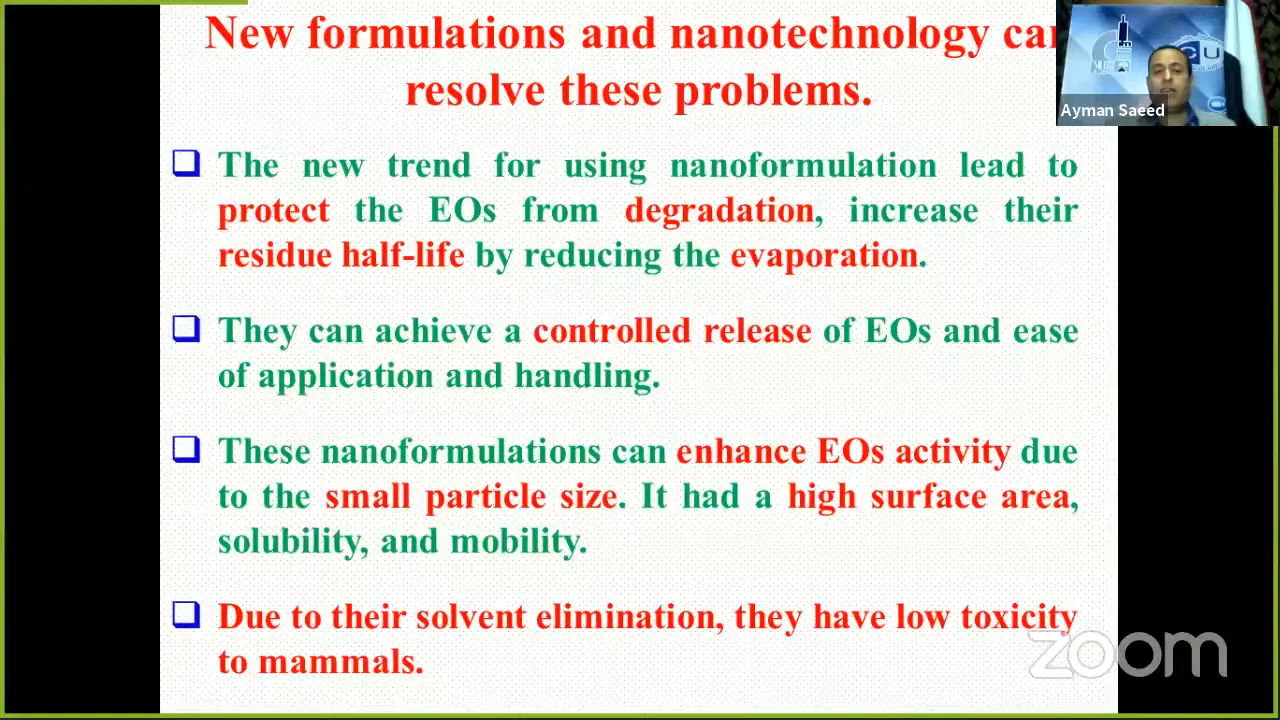 New formulations and nanotechnology can
resolve these problems.
Ayman Saeed
The new trend for using nanoformulation lead to
protect the EOs from degradation, increase their
residue half-life by reducing the evaporation.
They can achieve a controlled release of EOs and ease
of application and handling.
These nanoformulations can enhance EOs activity due
to the small particle size. It had a high surface area,
solubility, and mobility.
Due to their solvent elimination, they have low toxicity
to mammals.
zoom